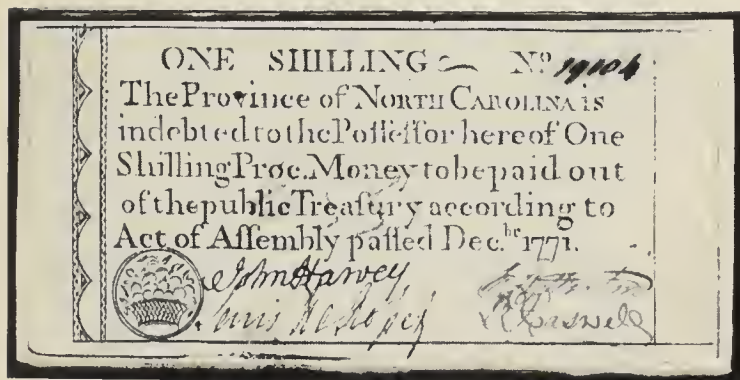 ONE SHILLING No. 19104
The Province of NORTH CAROLINA is
indebted to the Poſſeſſor hereof One
Shilling Proc. Money to be paid out
of the public Treaſury according to
Act of Aſſembly paſſed Dec.br 1771.
John Harvey
Lewis
R Caswell